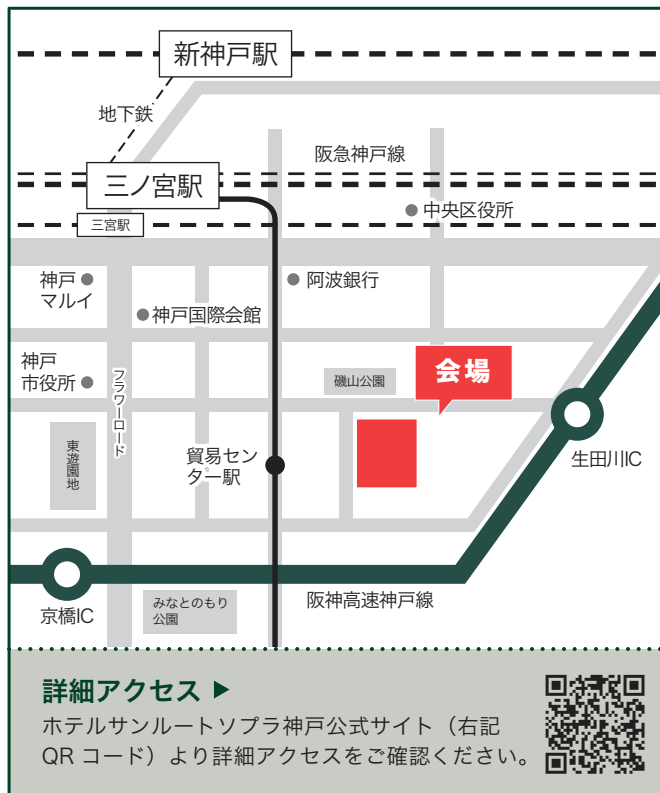 新神戸駅
地下鉄
阪急神戸線
三ノ宮駅
中央区役所
三宮駅
神戸
マルイ
阿波銀行
神戸国際会館
神戸
市役所
フラワーロード
磯山公園
会場
東遊園地
貿易セン
ター駅
生田川IC
京橋IC
みなとのもり
公園
阪神高速神戸線
詳細アクセス ▶
ホテルサンルートソプラ神戸公式サイト（右記
QR コード）より詳細アクセスをご確認ください。